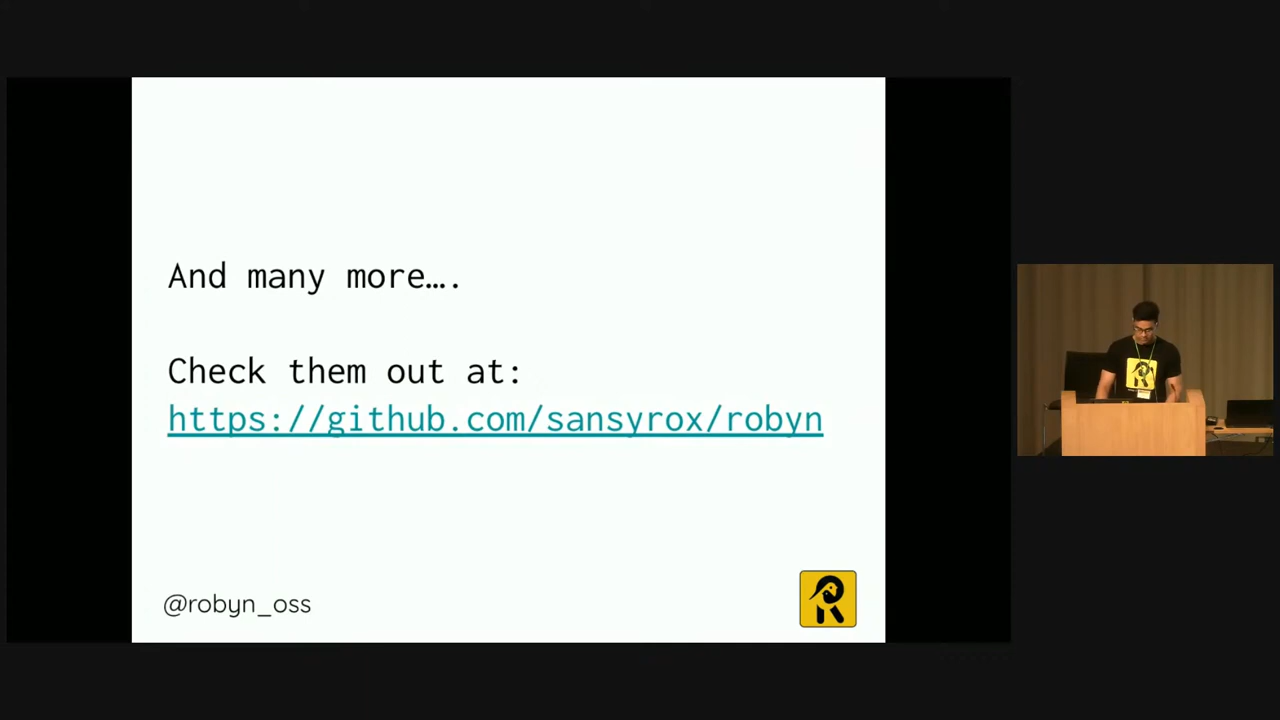 And many more….
Check them out at:
https://github.com/sansyrox/robyn
@robyn_oss